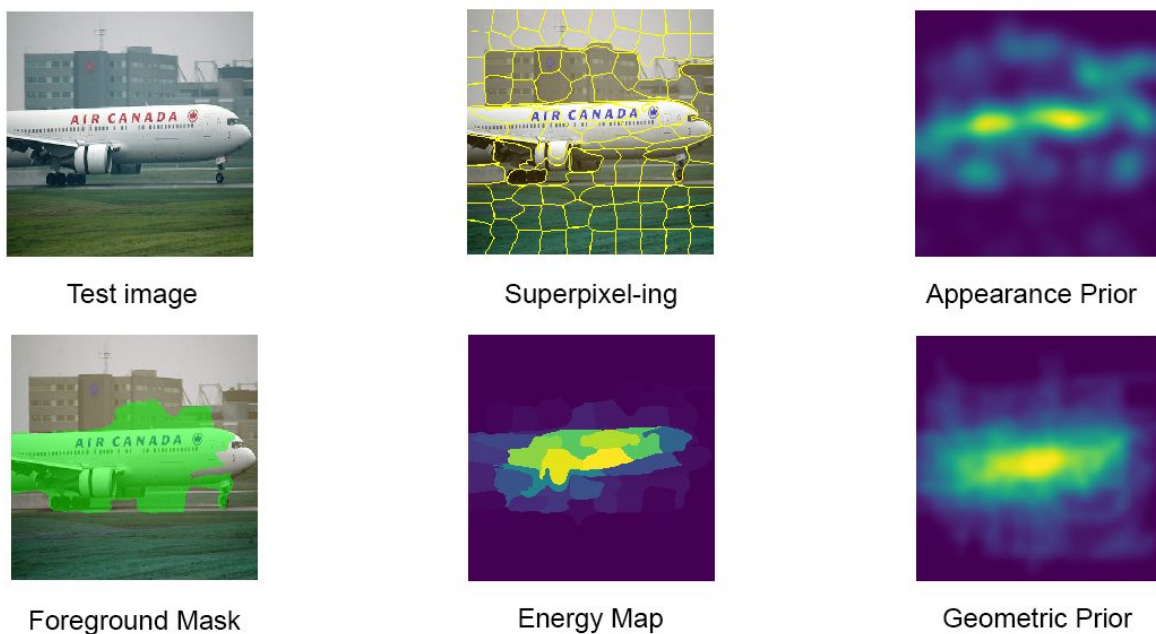 AIR CANADA
AIR CANADA
Test image
Superpixel-ing
Appearance Prior
AIR CANADA
Foreground Mask
Energy Map
Geometric Prior